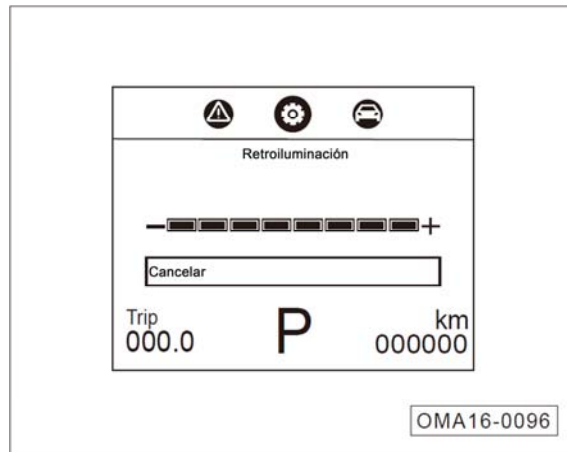 Retroiluminación
− +
Cancelar
Trip
000.0
P
km
000000
OMA16-0096